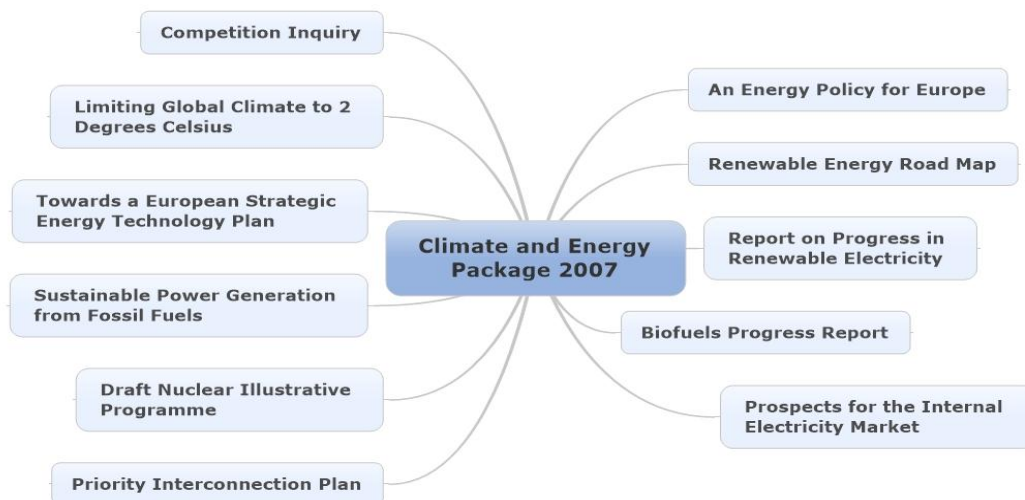 Competition Inquiry
Limiting Global Climate to 2
Degrees Celsius
Towards a European Strategic
Energy Technology Plan
Sustainable Power Generation
from Fossil Fuels
Draft Nuclear Illustrative
Programme
Priority Interconnection Plan
Climate and Energy
Package 2007
An Energy Policy for Europe
Renewable Energy Road Map
Report on Progress in
Renewable Electricity
Biofuels Progress Report
Prospects for the Internal
Electricity Market